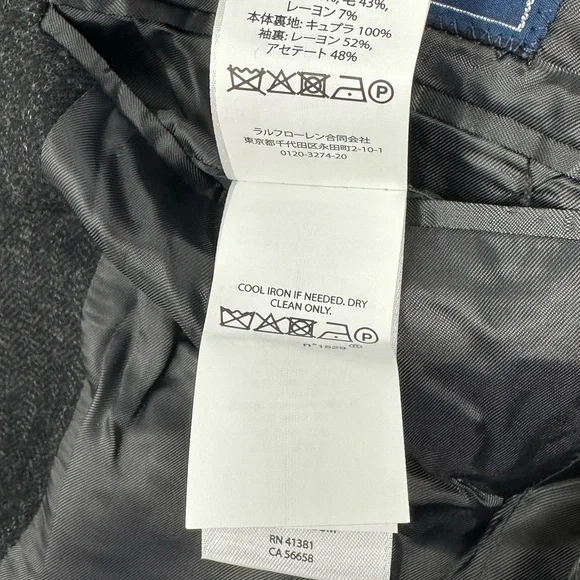 毛 43%,
レーヨン 7%
本体裏地: キュプラ 100%
袖裏: レーヨン 52%,
アセテート 48%
P
ラルフローレン合同会社
東京都千代田区永田町2-10-1
0120-3274-20
COOL IRON IF NEEDED. DRY
CLEAN ONLY.
P
n°1529
RN 41381
CA 56658